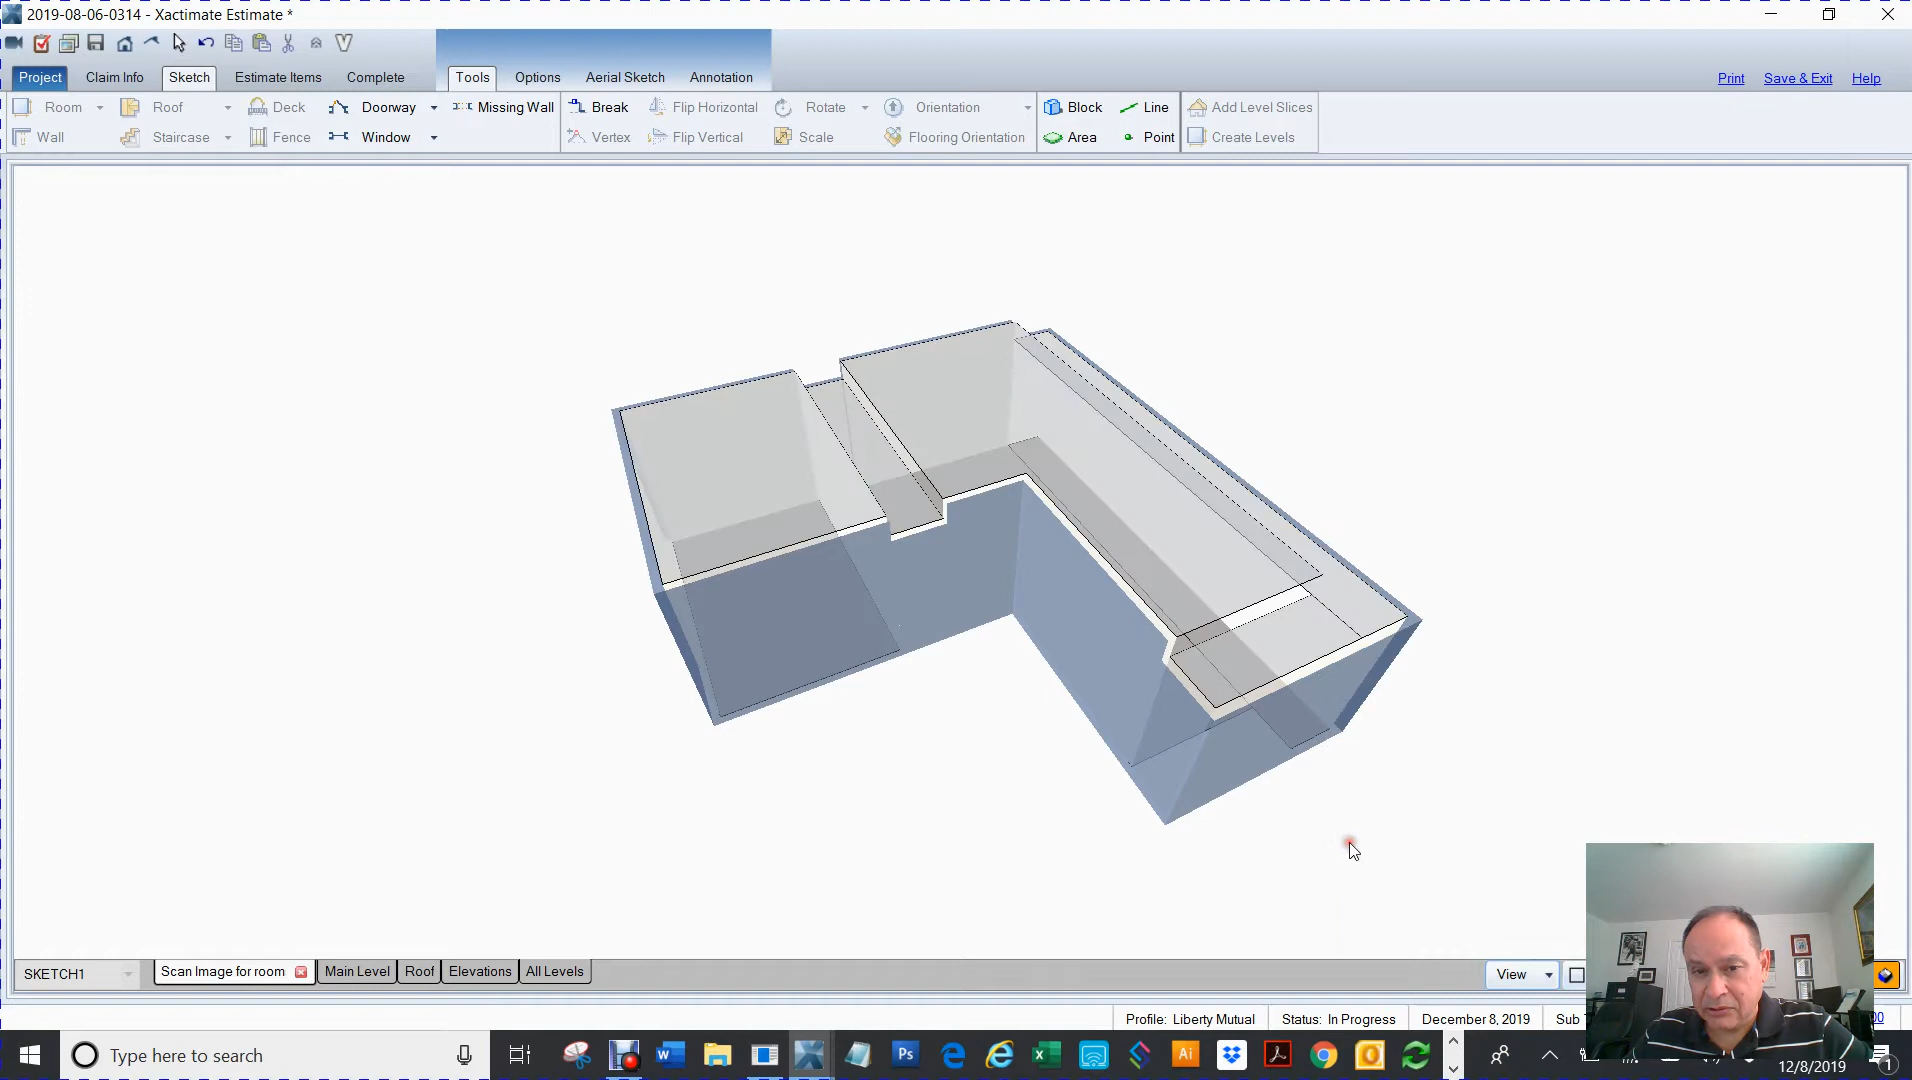 2019-08-06-0314 - Xactimate Estimate *
Project Claim Info Sketch Estimate Items Complete Tools Options Aerial Sketch Annotation Print Save & Exit Help
Room Roof Deck Doorway Missing Wall Break Flip Horizontal Rotate Orientation Block Line Add Level Slices
Wall Staircase Fence Window Vertex Flip Vertical Scale Flooring Orientation Area Point Create Levels
SKETCH1 Scan Image for room Main Level Roof Elevations All Levels View
Profile: Liberty Mutual Status: In Progress December 8, 2019 Sub 00
Type here to search
12/8/2019 1